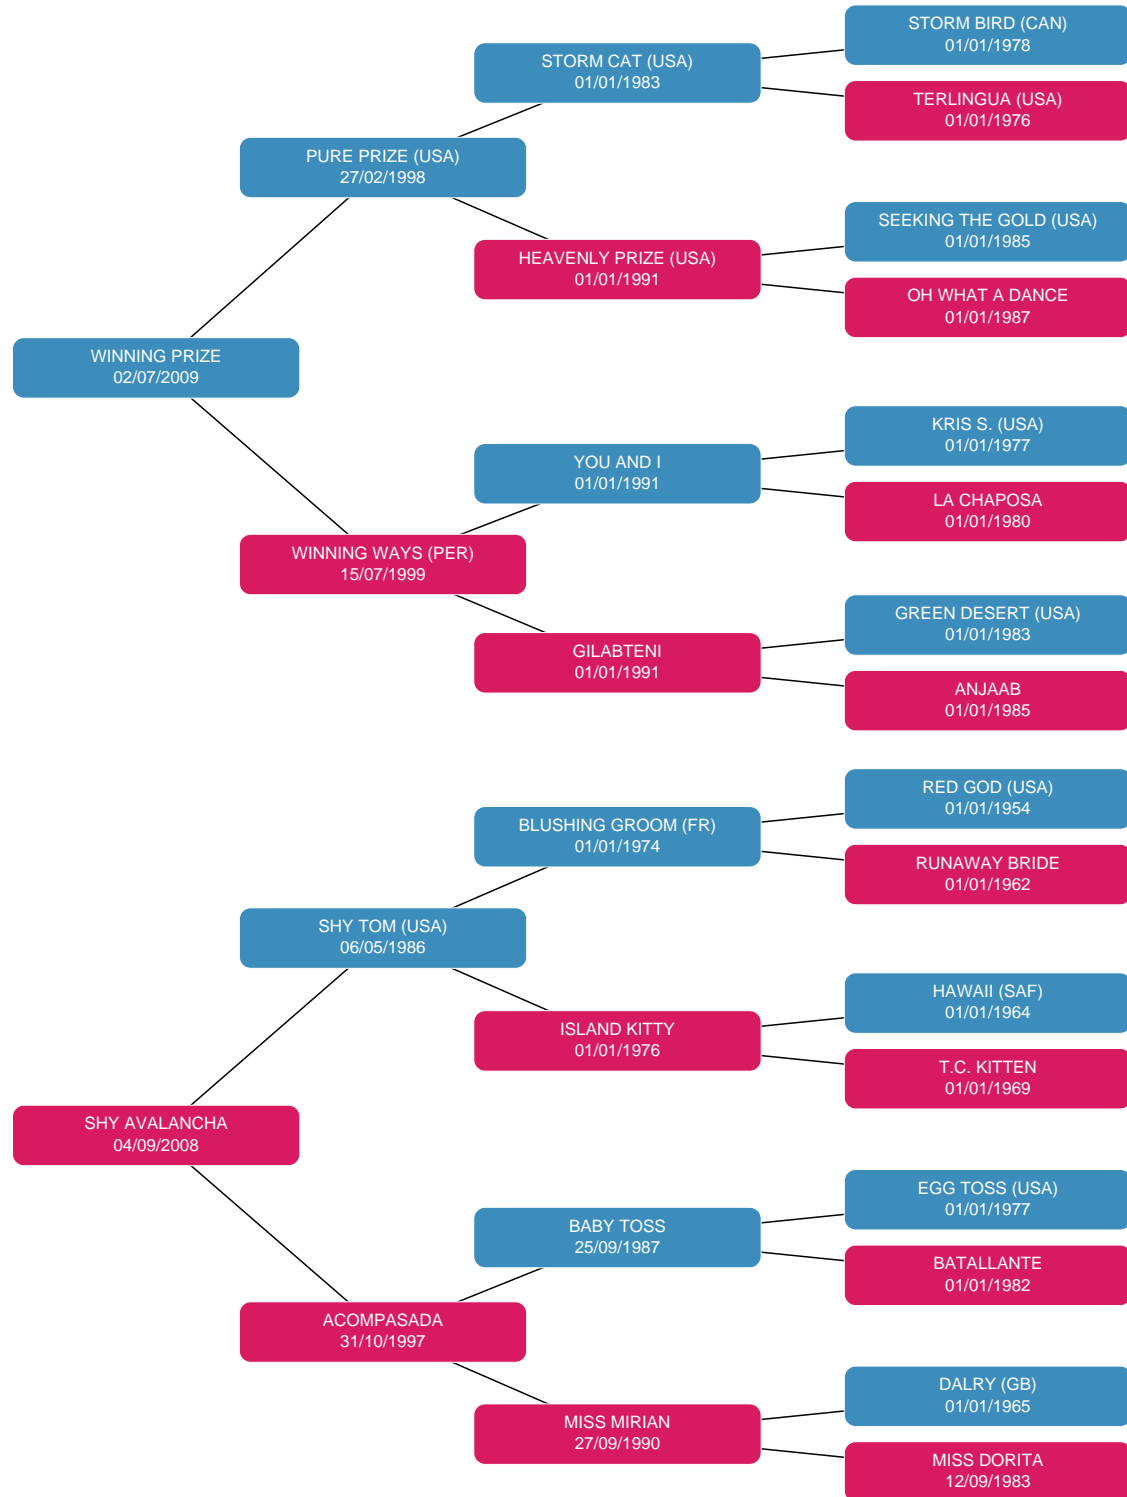 STORM BIRD (CAN)
01/01/1978
STORM CAT (USA)
01/01/1983
TERLINGUA (USA)
01/01/1976
PURE PRIZE (USA)
27/02/1998
SEEKING THE GOLD (USA)
01/01/1985
HEAVENLY PRIZE (USA)
01/01/1991
OH WHAT A DANCE
01/01/1987
WINNING PRIZE
02/07/2009
KRIS S. (USA)
01/01/1977
YOU AND I
01/01/1991
LA CHAPOSA
01/01/1980
WINNING WAYS (PER)
15/07/1999
GREEN DESERT (USA)
01/01/1983
GILABTENI
01/01/1991
ANJAAB
01/01/1985
RED GOD (USA)
01/01/1954
BLUSHING GROOM (FR)
01/01/1974
RUNAWAY BRIDE
01/01/1962
SHY TOM (USA)
06/05/1986
HAWAII (SAF)
01/01/1964
ISLAND KITTY
01/01/1976
T.C. KITTEN
01/01/1969
SHY AVALANCHA
04/09/2008
EGG TOSS (USA)
01/01/1977
BABY TOSS
25/09/1987
BATALLANTE
01/01/1982
ACOMPASADA
31/10/1997
DALRY (GB)
01/01/1965
MISS MIRIAN
27/09/1990
MISS DORITA
12/09/1983